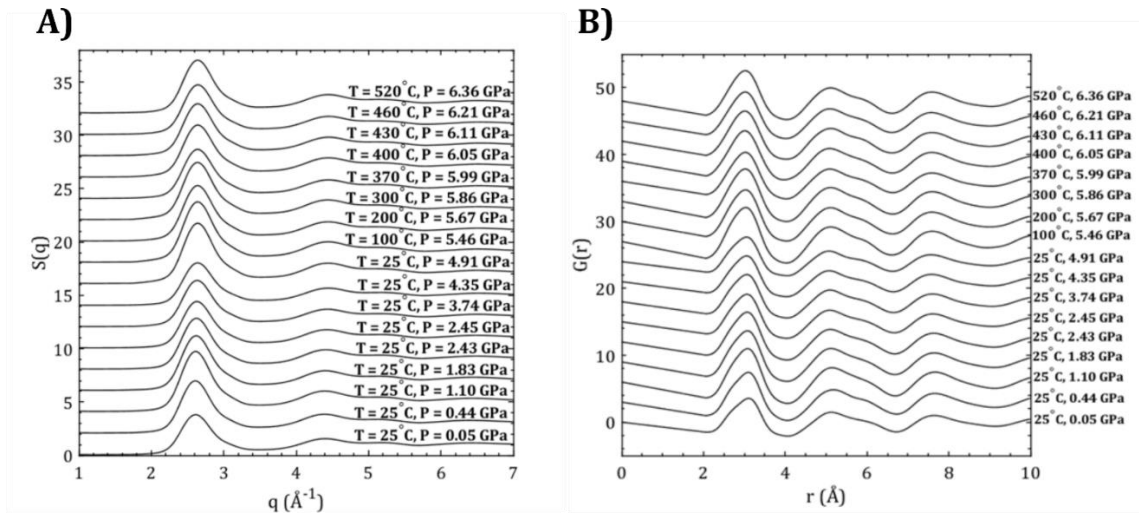 A)
35
30
25
20
15
10
5
0
S(q)
T = 520°C, P = 6.36 GPa
T = 460°C, P = 6.21 GPa
T = 430°C, P = 6.11 GPa
T = 400°C, P = 6.05 GPa
T = 370°C, P = 5.99 GPa
T = 300°C, P = 5.86 GPa
T = 200°C, P = 5.67 GPa
T = 100°C, P = 5.46 GPa
T = 25°C, P = 4.91 GPa
T = 25°C, P = 4.35 GPa
T = 25°C, P = 3.74 GPa
T = 25°C, P = 2.45 GPa
T = 25°C, P = 2.43 GPa
T = 25°C, P = 1.83 GPa
T = 25°C, P = 1.10 GPa
T = 25°C, P = 0.44 GPa
T = 25°C, P = 0.05 GPa
1 2 3 4 5 6 7
q (Å⁻¹)
B)
50
40
30
20
10
0
G(r)
520°C, 6.36 GPa
460°C, 6.21 GPa
430°C, 6.11 GPa
400°C, 6.05 GPa
370°C, 5.99 GPa
300°C, 5.86 GPa
200°C, 5.67 GPa
100°C, 5.46 GPa
25°C, 4.91 GPa
25°C, 4.35 GPa
25°C, 3.74 GPa
25°C, 2.45 GPa
25°C, 2.43 GPa
25°C, 1.83 GPa
25°C, 1.10 GPa
25°C, 0.44 GPa
25°C, 0.05 GPa
0 2 4 6 8 10
r (Å)